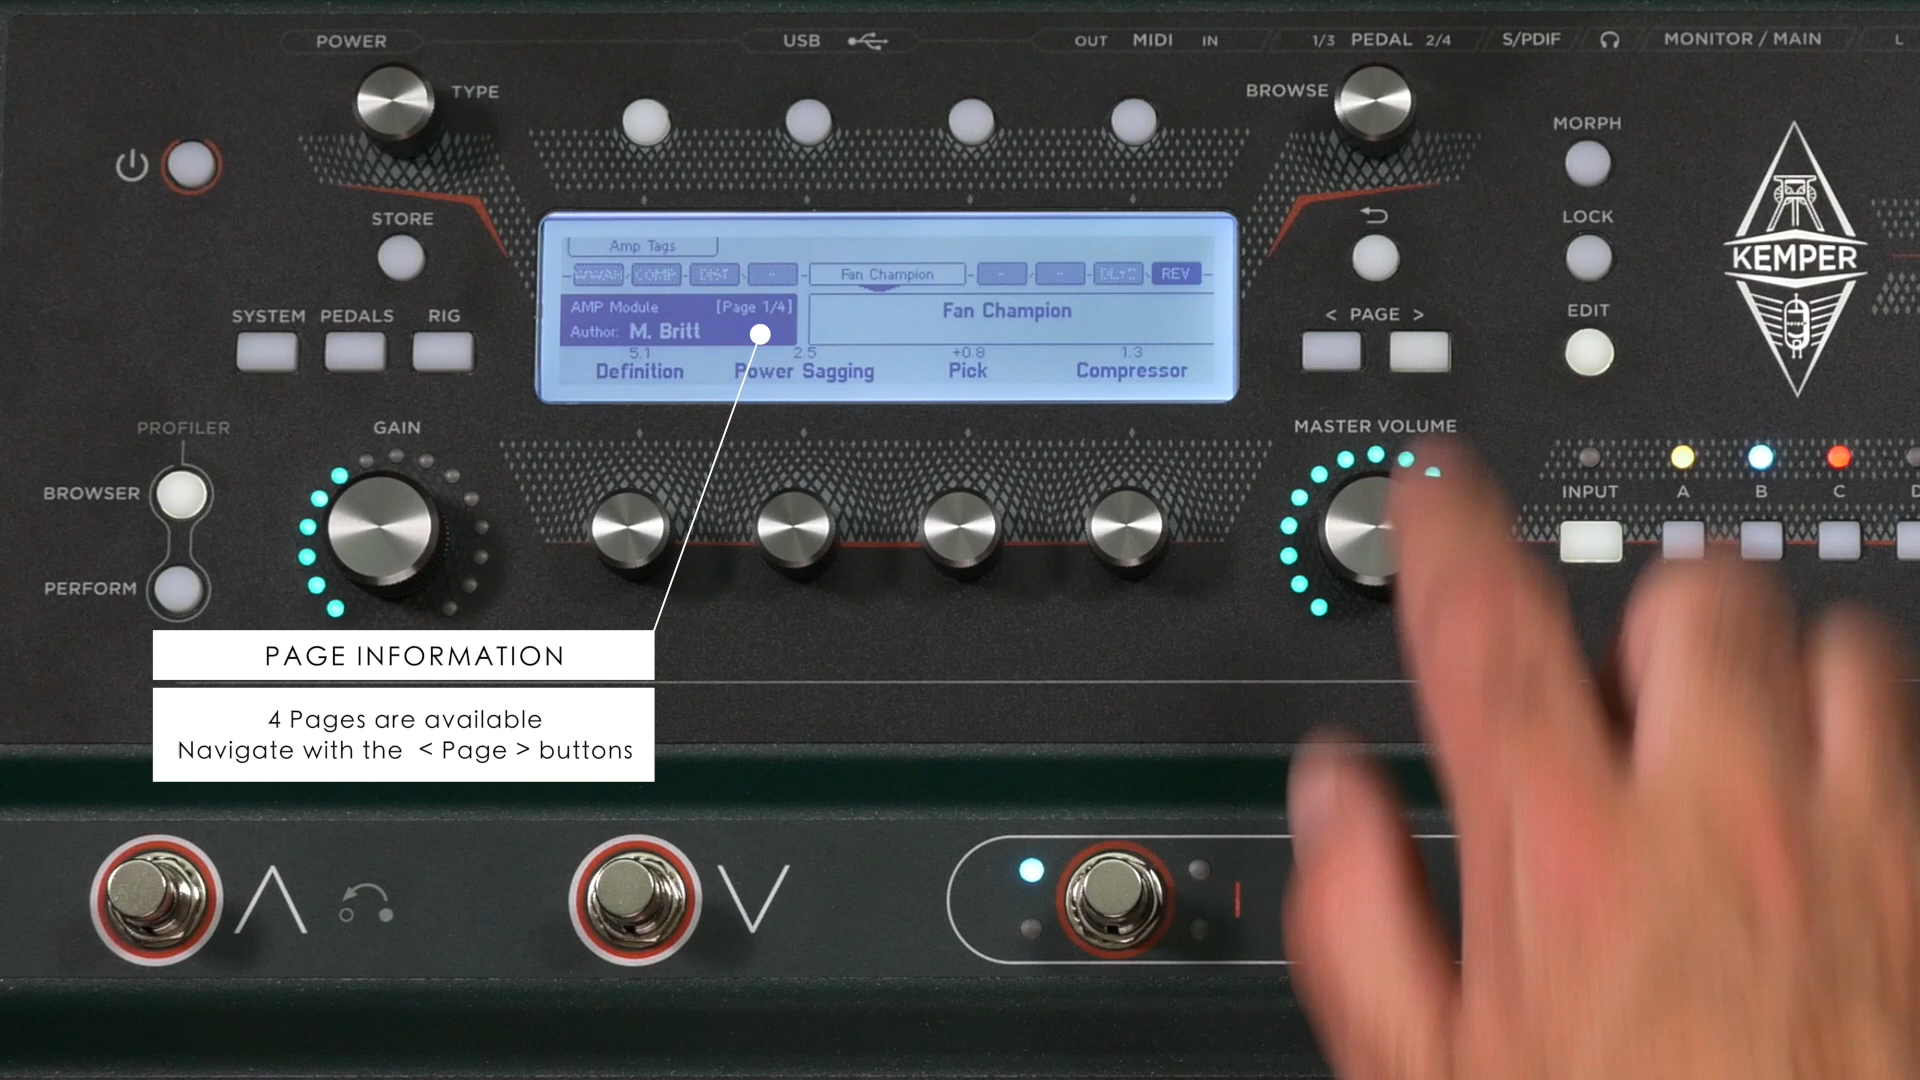 POWER
USB
OUT MIDI IN
1/3 PEDAL 2/4
S/PDIF
MONITOR / MAIN
L
TYPE
BROWSE
MORPH
STORE
LOCK
KEMPER
SYSTEM PEDALS RIG
< PAGE >
EDIT
Amp Tags
WWAH COMP DIST - Fan Champion - - DLY2 REV
AMP Module [Page 1/4]
Author: M. Britt
Fan Champion
5.1 2.5 +0.8 1.3
Definition Power Sagging Pick Compressor
PROFILER
GAIN
MASTER VOLUME
BROWSER
INPUT A B C D
PERFORM
PAGE INFORMATION
4 Pages are available
Navigate with the < Page > buttons
I